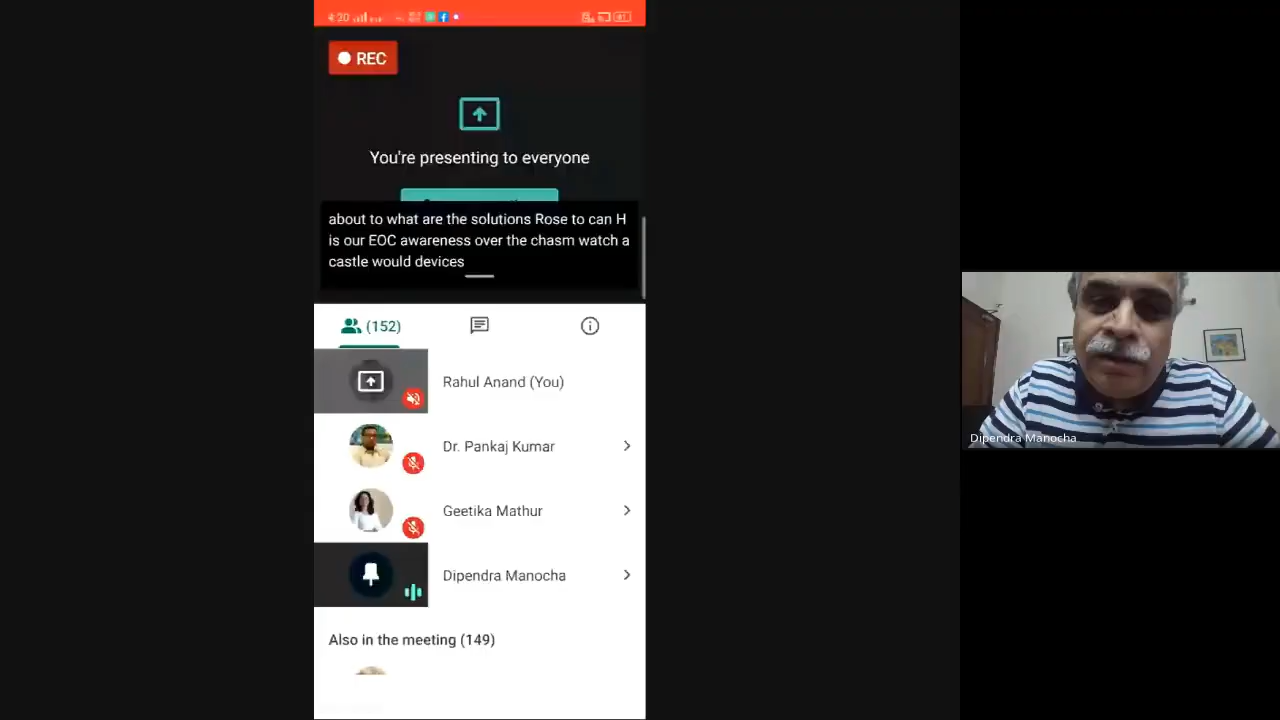 REC
You're presenting to everyone
about to what are the solutions Rose to can H
is our EOC awareness over the chasm watch a
castle would devices
(152)
Rahul Anand (You)
Dr. Pankaj Kumar
Geetika Mathur
Dipendra Manocha
Dipendra Manocha
Also in the meeting (149)